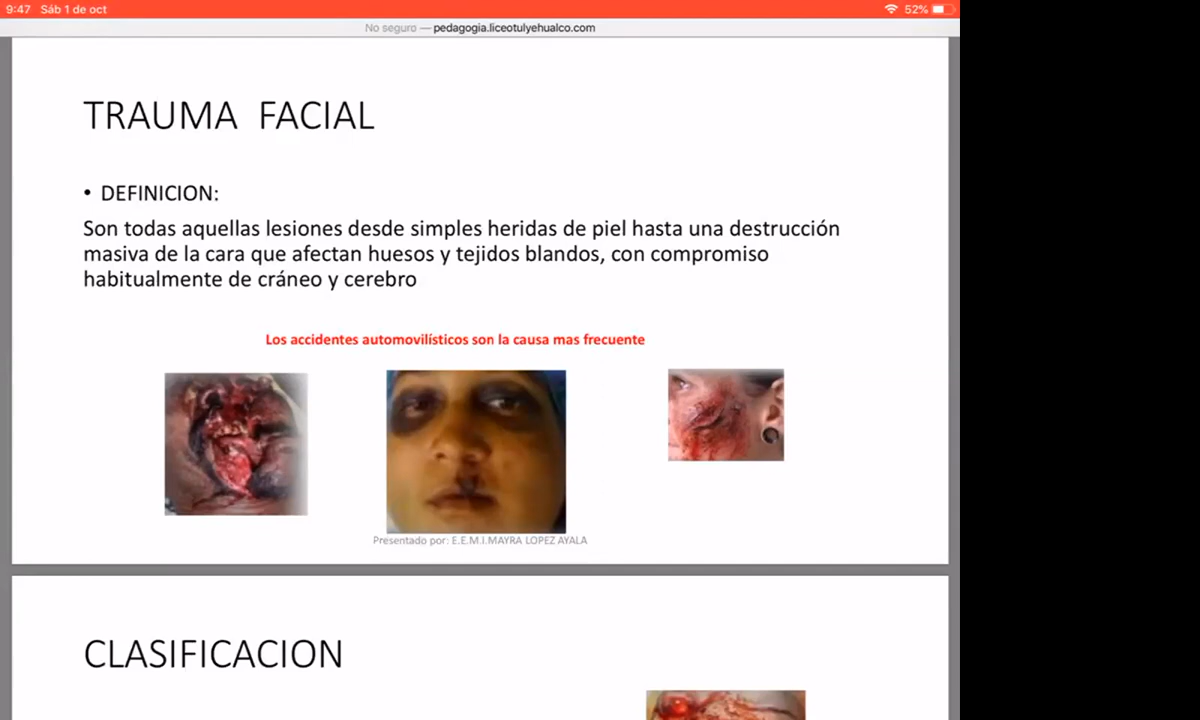 9:47 Sáb 1 de oct 52%
No seguro — pedagogia.liceotulyehualco.com
TRAUMA FACIAL
• DEFINICION:
Son todas aquellas lesiones desde simples heridas de piel hasta una destrucción
masiva de la cara que afectan huesos y tejidos blandos, con compromiso
habitualmente de cráneo y cerebro
Los accidentes automovilísticos son la causa mas frecuente
Presentado por: E.E.M.I.MAYRA LOPEZ AYALA
CLASIFICACION